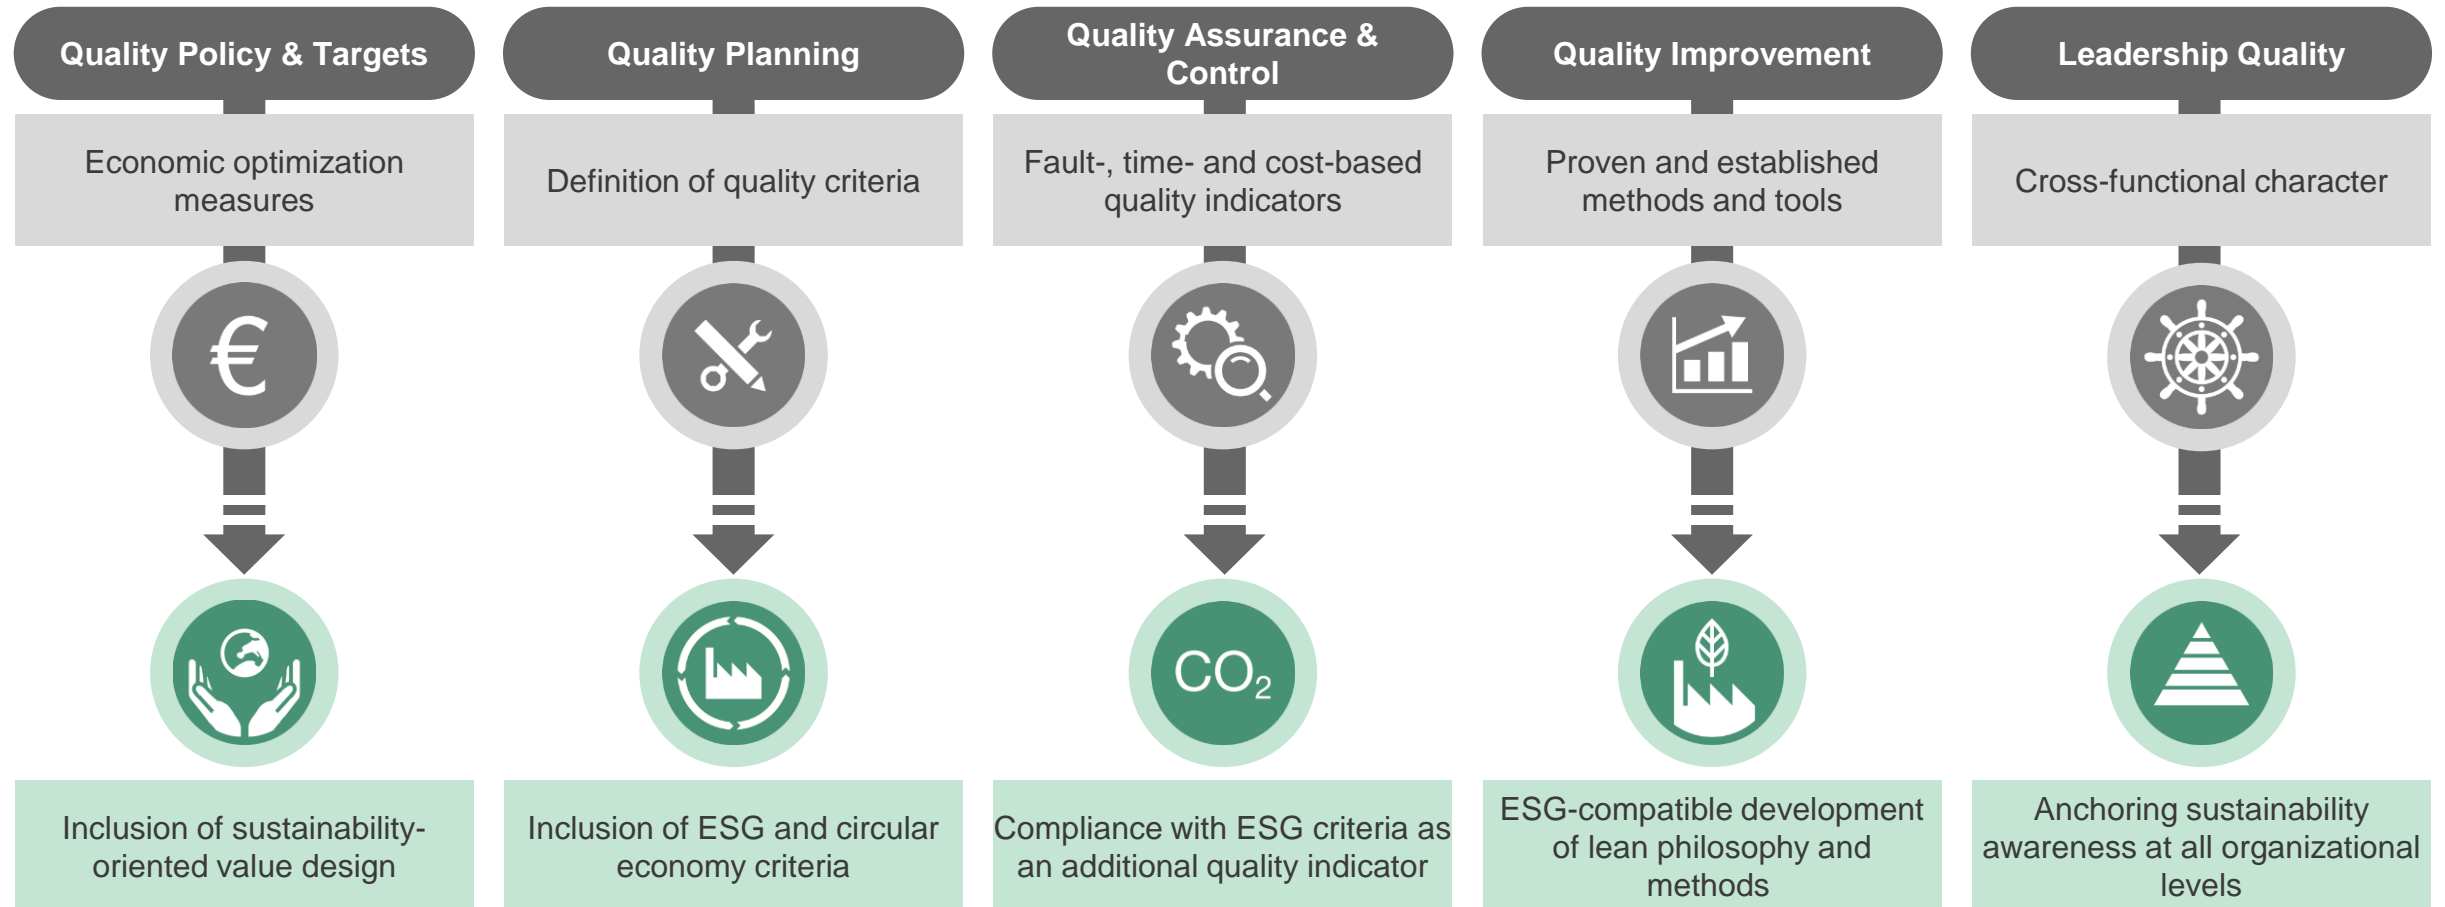 Quality Policy & Targets
Quality Planning
Quality Assurance &
Control
Quality Improvement
Leadership Quality
Economic optimization
measures
Definition of quality criteria
Fault-, time- and cost-based
quality indicators
Proven and established
methods and tools
Cross-functional character
€
CO₂
Inclusion of sustainability-
oriented value design
Inclusion of ESG and circular
economy criteria
Compliance with ESG criteria as
an additional quality indicator
ESG-compatible development
of lean philosophy and
methods
Anchoring sustainability
awareness at all organizational
levels